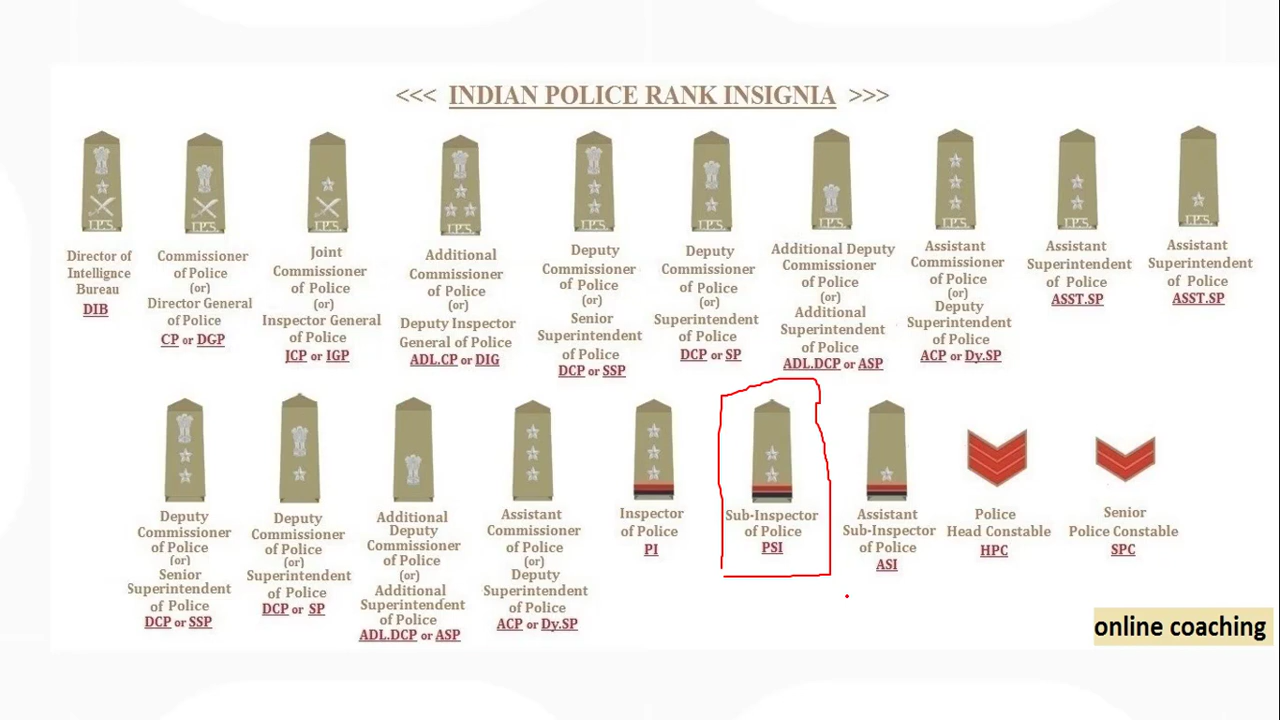 <<< INDIAN POLICE RANK INSIGNIA >>>
I.P.S.
I.P.S.
I.P.S.
I.P.S.
I.P.S.
I.P.S.
I.P.S.
I.P.S.
I.P.S.
I.P.S.
Director of
Intellignce
Bureau
DIB
Commissioner
of Police
(or)
Director General
of Police
CP or DGP
Joint
Commissioner
of Police
(or)
Inspector General
of Police
JCP or IGP
Additional
Commissioner
of Police
(or)
Deputy Inspector
General of Police
ADL.CP or DIG
Deputy
Commissioner
of Police
(or)
Senior
Superintendent
of Police
DCP or SSP
Deputy
Commissioner
of Police
(or)
Superintendent
of Police
DCP or SP
Additional Deputy
Commissioner
of Police
(or)
Additional
Superintendent
of Police
ADL.DCP or ASP
Assistant
Commissioner
of Police
(or)
Deputy
Superintendent
of Police
ACP or Dy.SP
Assistant
Superintendent
of Police
ASST.SP
Assistant
Superintendent
of Police
ASST.SP
Deputy
Commissioner
of Police
(or)
Senior
Superintendent
of Police
DCP or SSP
Deputy
Commissioner
of Police
(or)
Superintendent
of Police
DCP or SP
Additional
Deputy
Commissioner
of Police
(or)
Additional
Superintendent
of Police
ADL.DCP or ASP
Assistant
Commissioner
of Police
(or)
Deputy
Superintendent
of Police
ACP or Dy.SP
Inspector
of Police
PI
Sub-Inspector
of Police
PSI
Assistant
Sub-Inspector
of Police
ASI
Police
Head Constable
HPC
Senior
Police Constable
SPC
online coaching